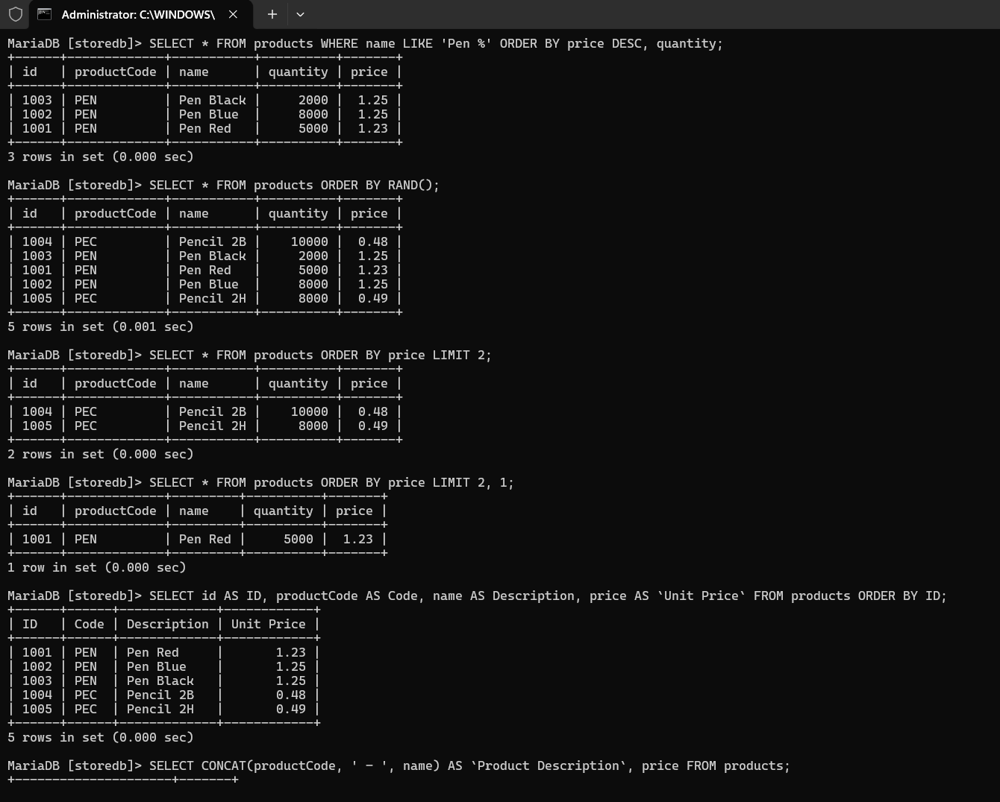 Administrator: C:\WINDOWS\
MariaDB [storedb]> SELECT * FROM products WHERE name LIKE 'Pen %' ORDER BY price DESC, quantity;
+------+-------------+-----------+----------+-------+
| id   | productCode | name      | quantity | price |
+------+-------------+-----------+----------+-------+
| 1003 | PEN         | Pen Black |     2000 |  1.25 |
| 1002 | PEN         | Pen Blue  |     8000 |  1.25 |
| 1001 | PEN         | Pen Red   |     5000 |  1.23 |
+------+-------------+-----------+----------+-------+
3 rows in set (0.000 sec)
MariaDB [storedb]> SELECT * FROM products ORDER BY RAND();
+------+-------------+-----------+----------+-------+
| id   | productCode | name      | quantity | price |
+------+-------------+-----------+----------+-------+
| 1004 | PEC         | Pencil 2B |    10000 |  0.48 |
| 1003 | PEN         | Pen Black |     2000 |  1.25 |
| 1001 | PEN         | Pen Red   |     5000 |  1.23 |
| 1002 | PEN         | Pen Blue  |     8000 |  1.25 |
| 1005 | PEC         | Pencil 2H |     8000 |  0.49 |
+------+-------------+-----------+----------+-------+
5 rows in set (0.001 sec)
MariaDB [storedb]> SELECT * FROM products ORDER BY price LIMIT 2;
+------+-------------+-----------+----------+-------+
| id   | productCode | name      | quantity | price |
+------+-------------+-----------+----------+-------+
| 1004 | PEC         | Pencil 2B |    10000 |  0.48 |
| 1005 | PEC         | Pencil 2H |     8000 |  0.49 |
+------+-------------+-----------+----------+-------+
2 rows in set (0.000 sec)
MariaDB [storedb]> SELECT * FROM products ORDER BY price LIMIT 2, 1;
+------+-------------+---------+----------+-------+
| id   | productCode | name    | quantity | price |
+------+-------------+---------+----------+-------+
| 1001 | PEN         | Pen Red |     5000 |  1.23 |
+------+-------------+---------+----------+-------+
1 row in set (0.000 sec)
MariaDB [storedb]> SELECT id AS ID, productCode AS Code, name AS Description, price AS `Unit Price` FROM products ORDER BY ID;
+------+------+-------------+------------+
| ID   | Code | Description | Unit Price |
+------+------+-------------+------------+
| 1001 | PEN  | Pen Red     |       1.23 |
| 1002 | PEN  | Pen Blue    |       1.25 |
| 1003 | PEN  | Pen Black   |       1.25 |
| 1004 | PEC  | Pencil 2B   |       0.48 |
| 1005 | PEC  | Pencil 2H   |       0.49 |
+------+------+-------------+------------+
5 rows in set (0.000 sec)
MariaDB [storedb]> SELECT CONCAT(productCode, ' - ', name) AS `Product Description`, price FROM products;
+---------------------+-------+